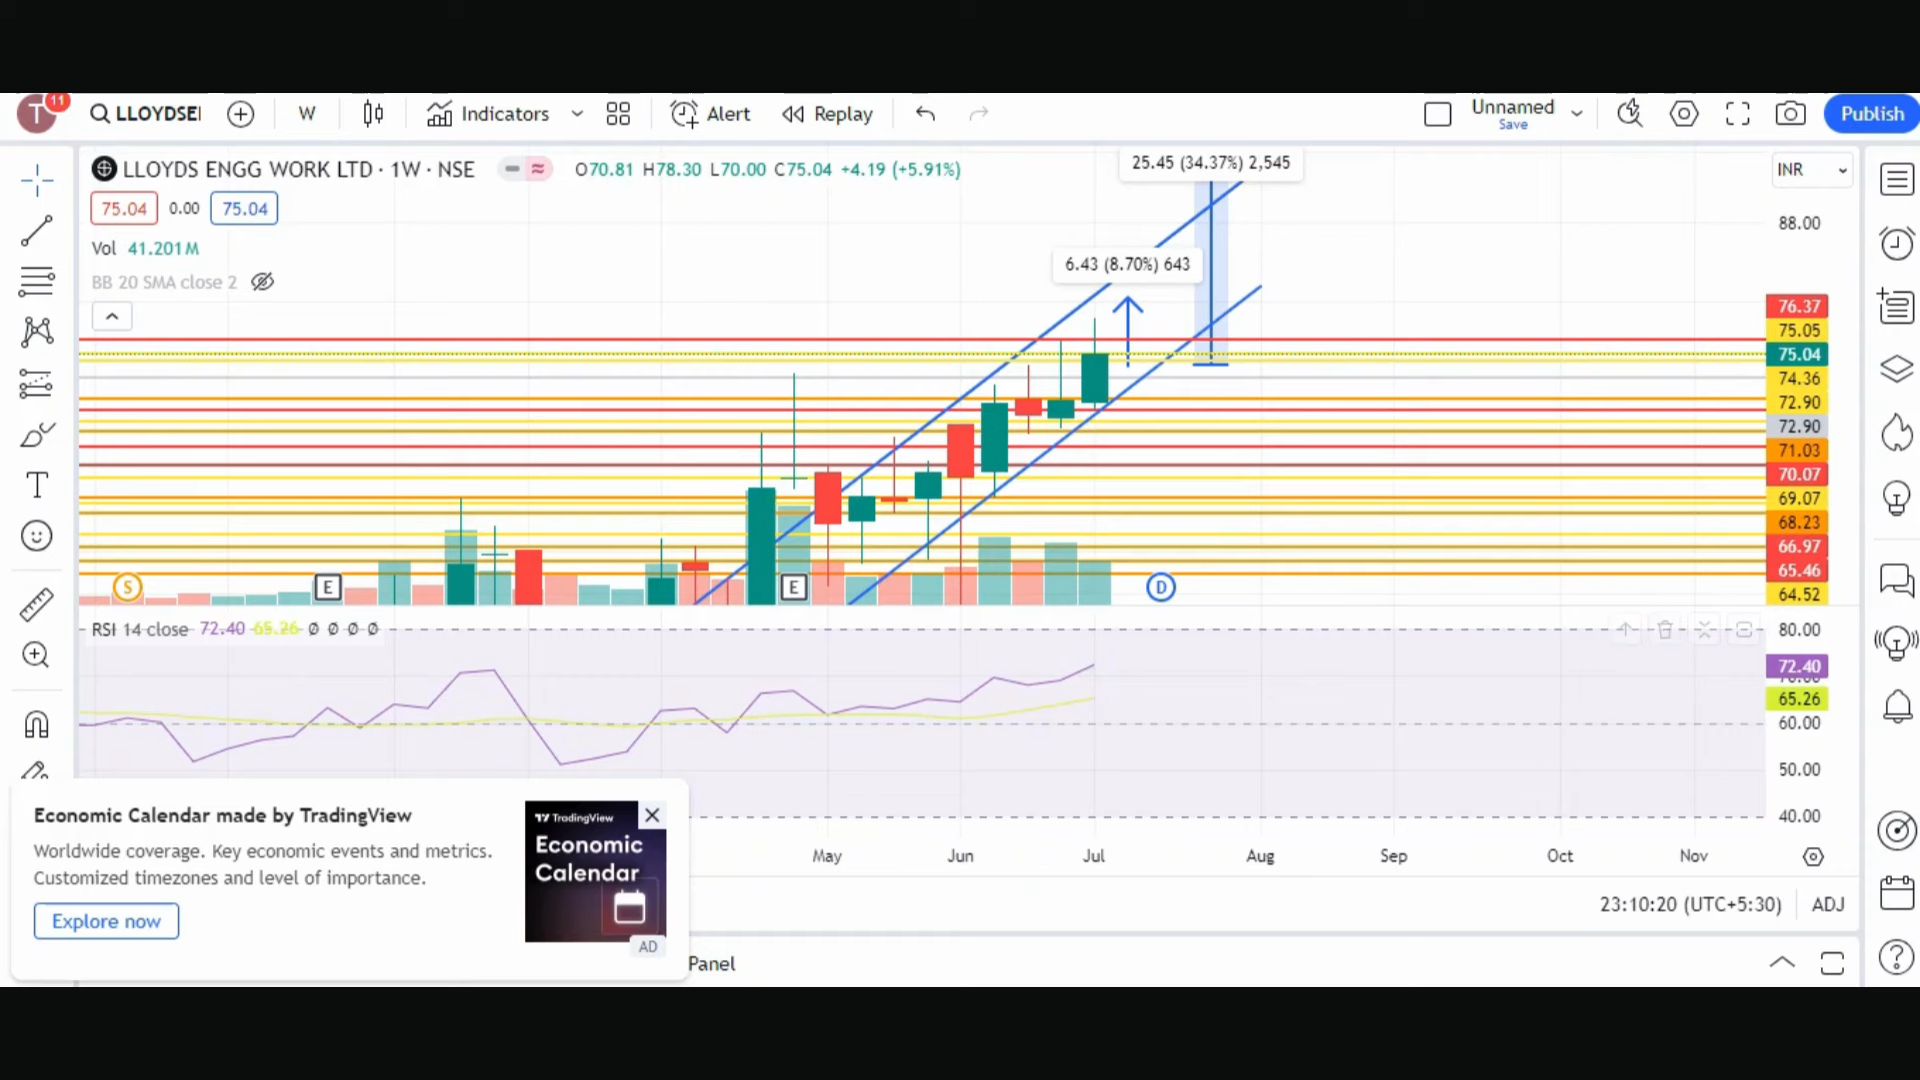 T 11 LLOYDSEI W Indicators Alert Replay Unnamed Save Publish
LLOYDS ENGG WORK LTD · 1W · NSE O70.81 H78.30 L70.00 C75.04 +4.19 (+5.91%)
25.45 (34.37%) 2,545
INR
75.04 0.00 75.04
88.00
Vol 41.201M
6.43 (8.70%) 643
BB 20 SMA close 2
76.37
75.05
75.04
74.36
72.90
72.90
71.03
70.07
69.07
68.23
66.97
65.46
64.52
S E E D
RSI 14 close 72.40 65.26 Ø Ø Ø Ø
80.00
72.40
65.26
60.00
50.00
40.00
May Jun Jul Aug Sep Oct Nov
Economic Calendar made by TradingView
Worldwide coverage. Key economic events and metrics.
Customized timezones and level of importance.
Explore now
TradingView
Economic
Calendar
AD
23:10:20 (UTC+5:30) ADJ
Panel